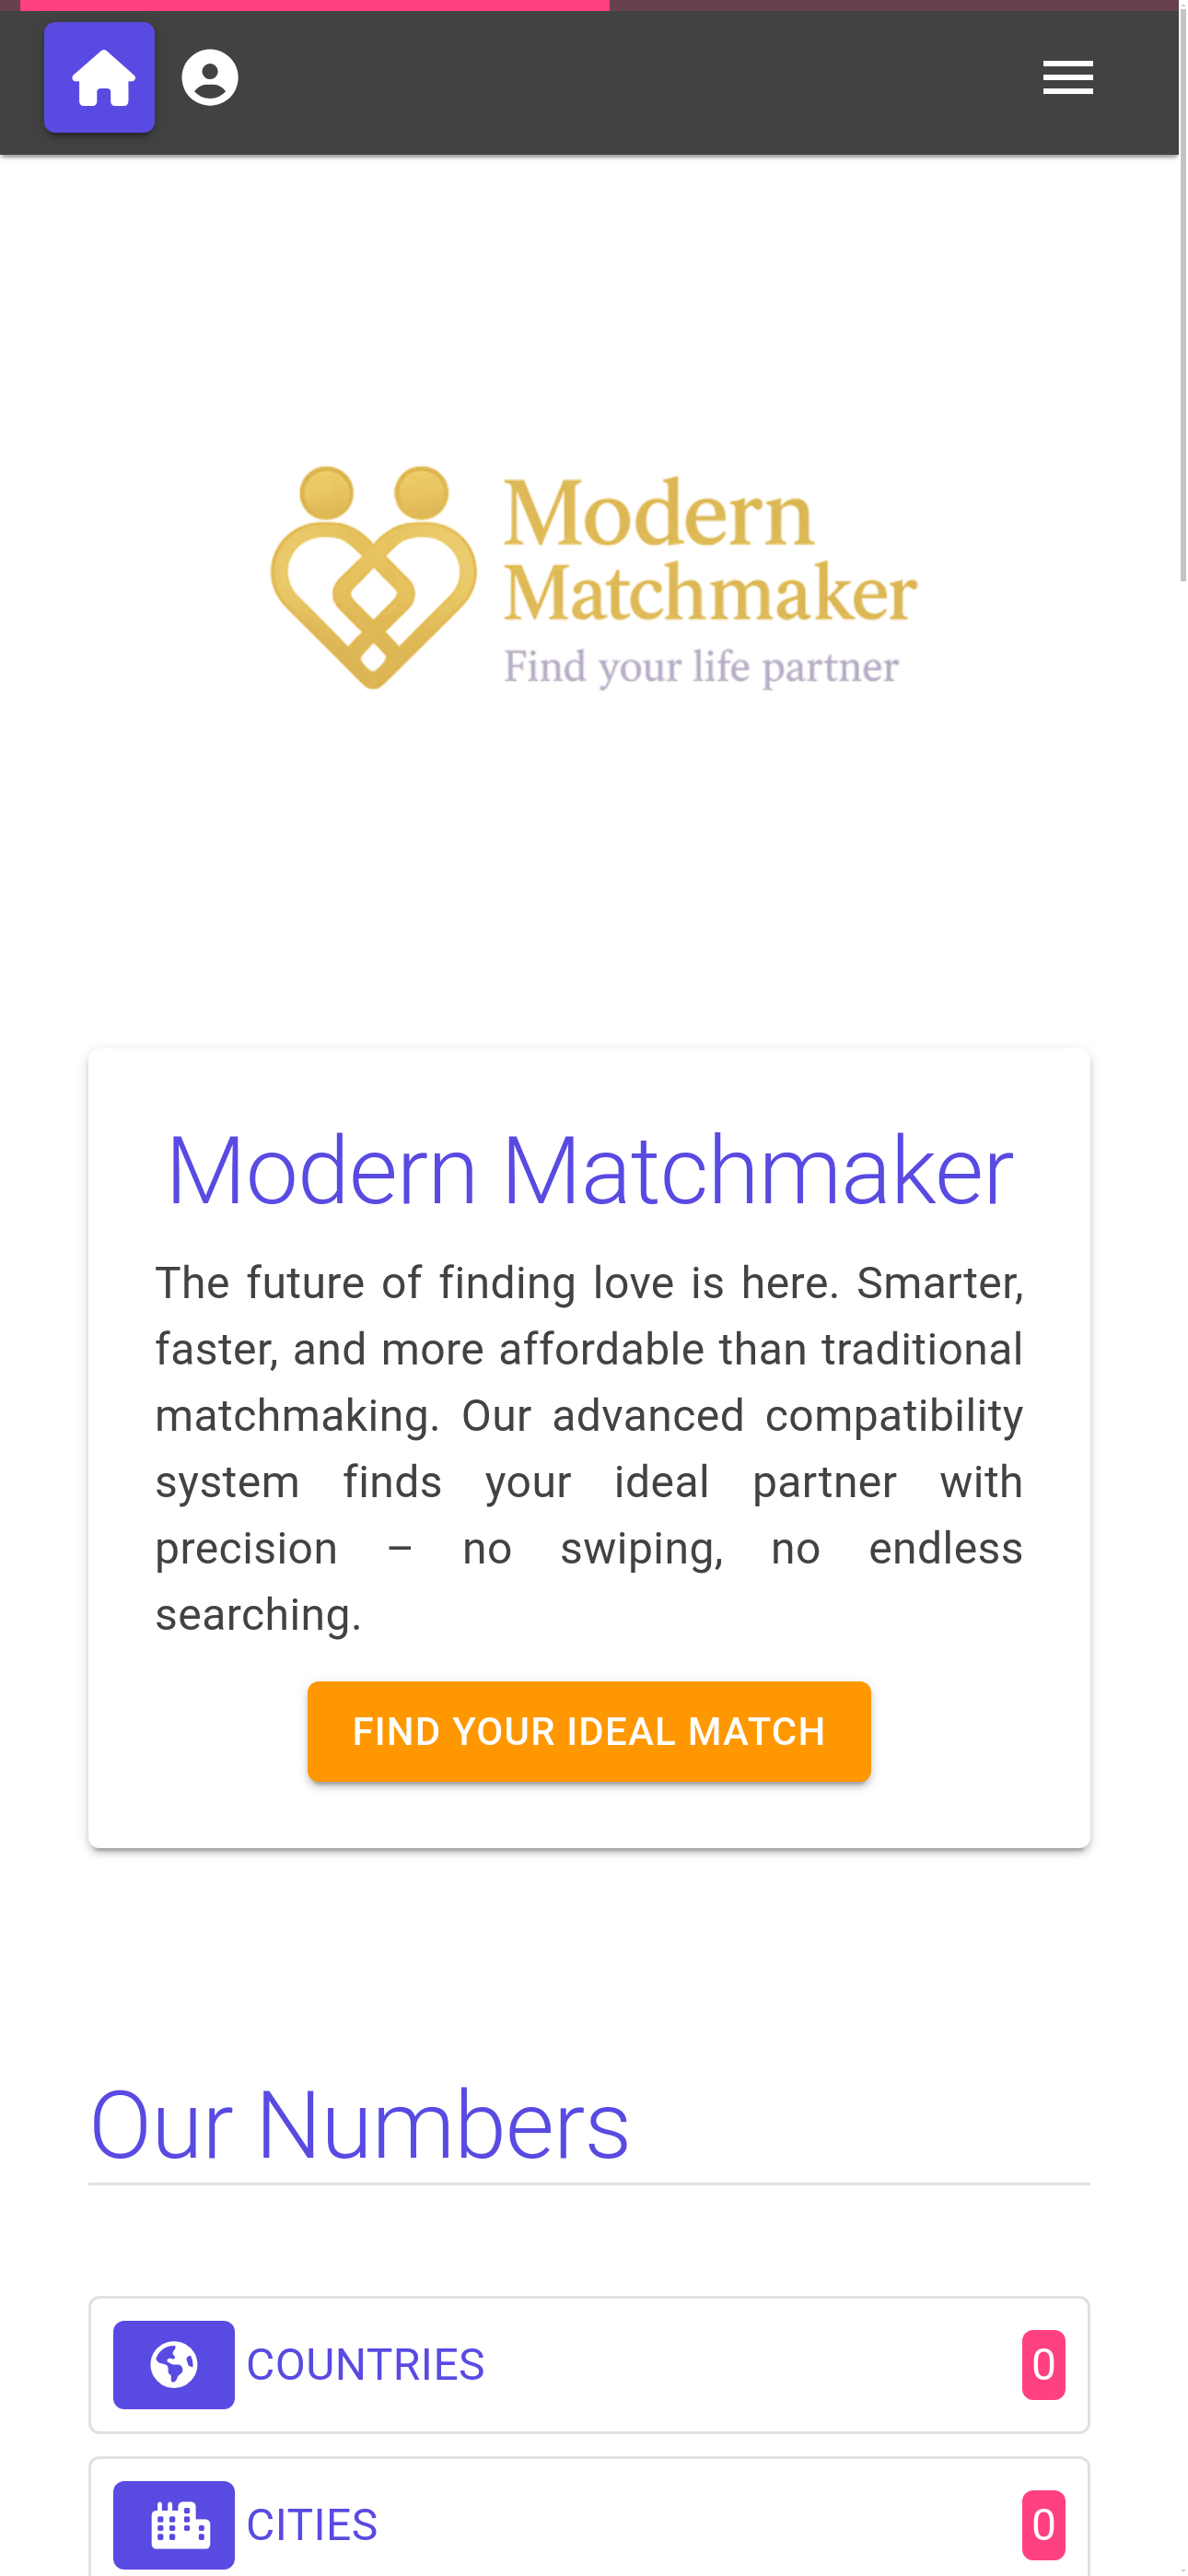 Modern
Matchmaker
Find your life partner
Modern Matchmaker
The future of finding love is here. Smarter,
faster, and more affordable than traditional
matchmaking. Our advanced compatibility
system finds your ideal partner with
precision – no swiping, no endless
searching.
FIND YOUR IDEAL MATCH
Our Numbers
COUNTRIES 0
CITIES 0